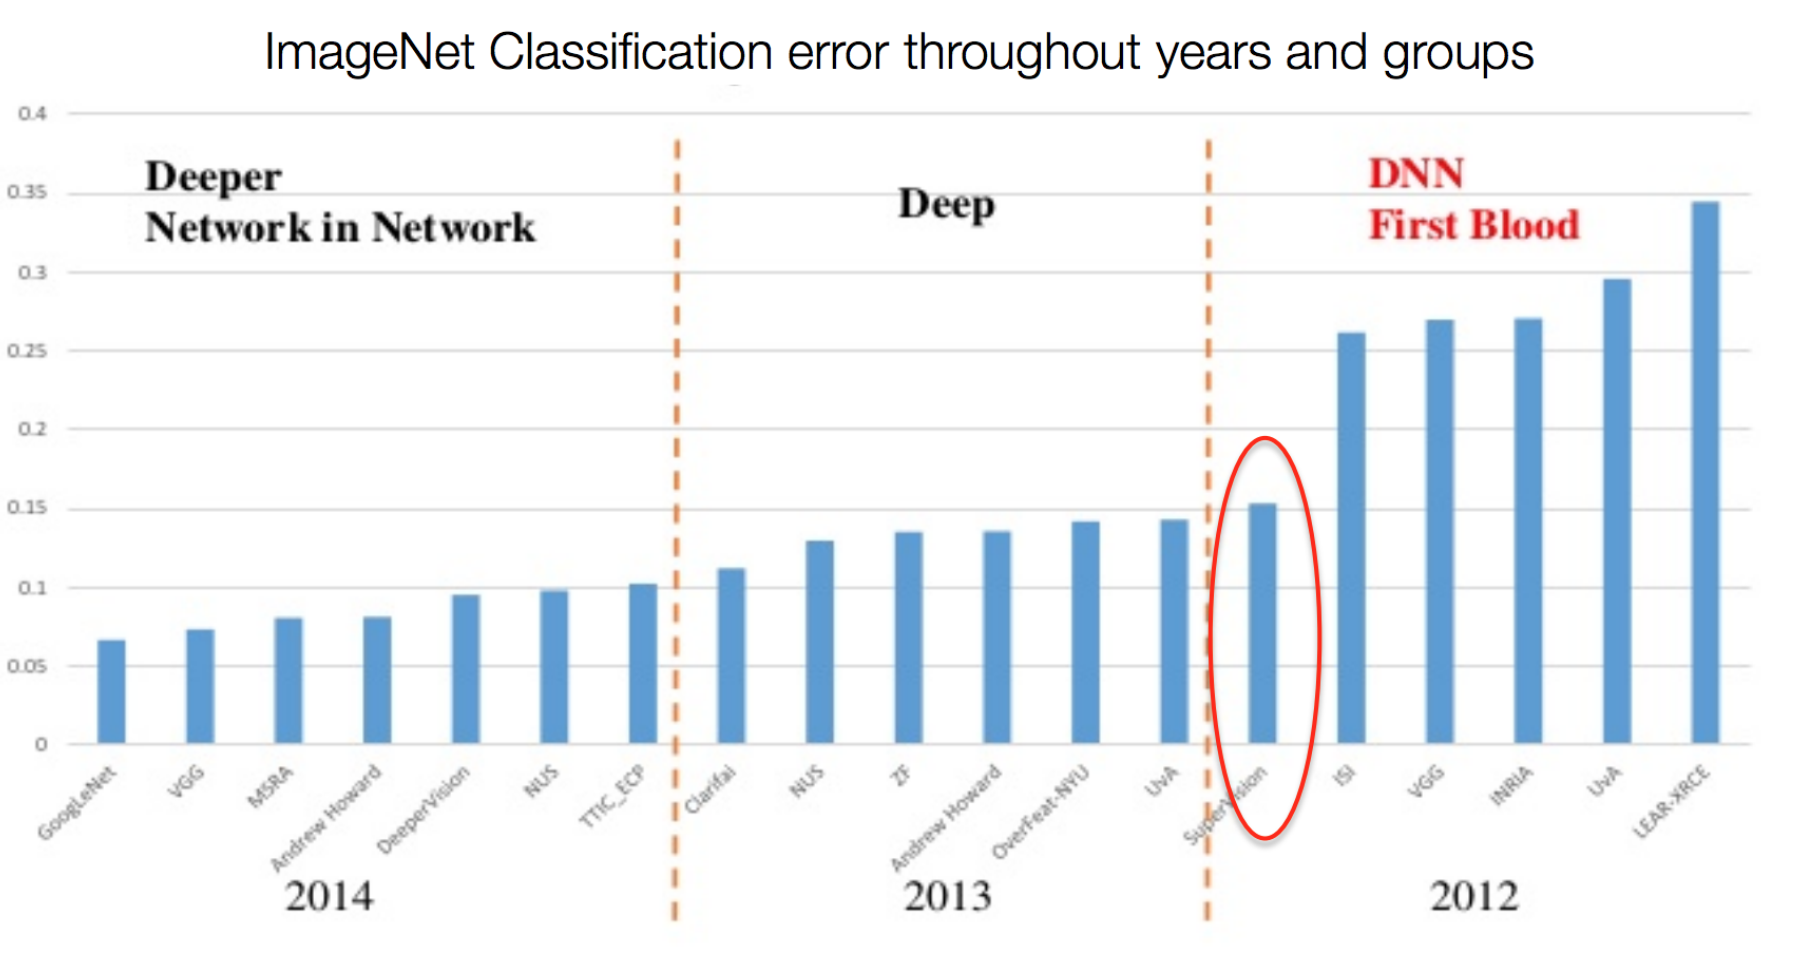 ImageNet Classification error throughout years and groups
0.4
0.35
0.3
0.25
0.2
0.15
0.1
0.05
0
Deeper
Network in Network
Deep
DNN
First Blood
GoogLeNet
VGG
MSRA
Andrew Howard
DeeperVision
NUS
TTIC_ECP
Clarifai
NUS
ZF
Andrew Howard
OverFeat-NYU
UvA
SuperVision
ISI
VGG
INRIA
UvA
LEAR-XRCE
2014
2013
2012